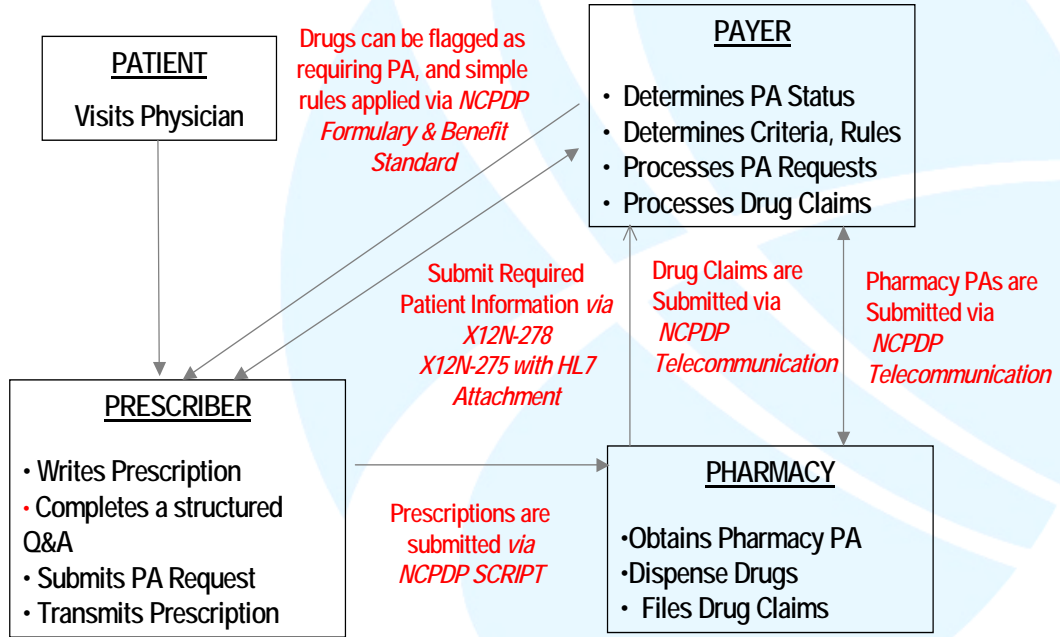 PATIENT
Visits Physician
Drugs can be flagged as
requiring PA, and simple
rules applied via NCPDP
Formulary & Benefit
Standard
PAYER
• Determines PA Status
• Determines Criteria, Rules
• Processes PA Requests
• Processes Drug Claims
Submit Required
Patient Information via
X12N-278
X12N-275 with HL7
Attachment
Drug Claims are
Submitted via
NCPDP
Telecommunication
Pharmacy PAs are
Submitted via
NCPDP
Telecommunication
PRESCRIBER
• Writes Prescription
• Completes a structured
Q&A
• Submits PA Request
• Transmits Prescription
Prescriptions are
submitted via
NCPDP SCRIPT
PHARMACY
•Obtains Pharmacy PA
•Dispense Drugs
• Files Drug Claims